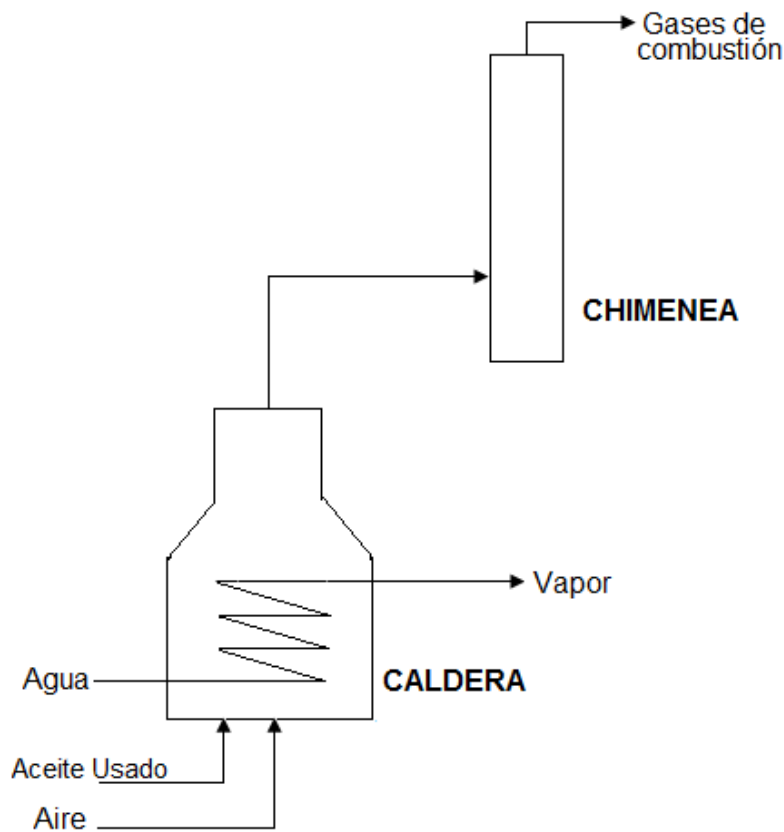 Gases de
combustión
CHIMENEA
Vapor
Agua
CALDERA
Aceite Usado
Aire